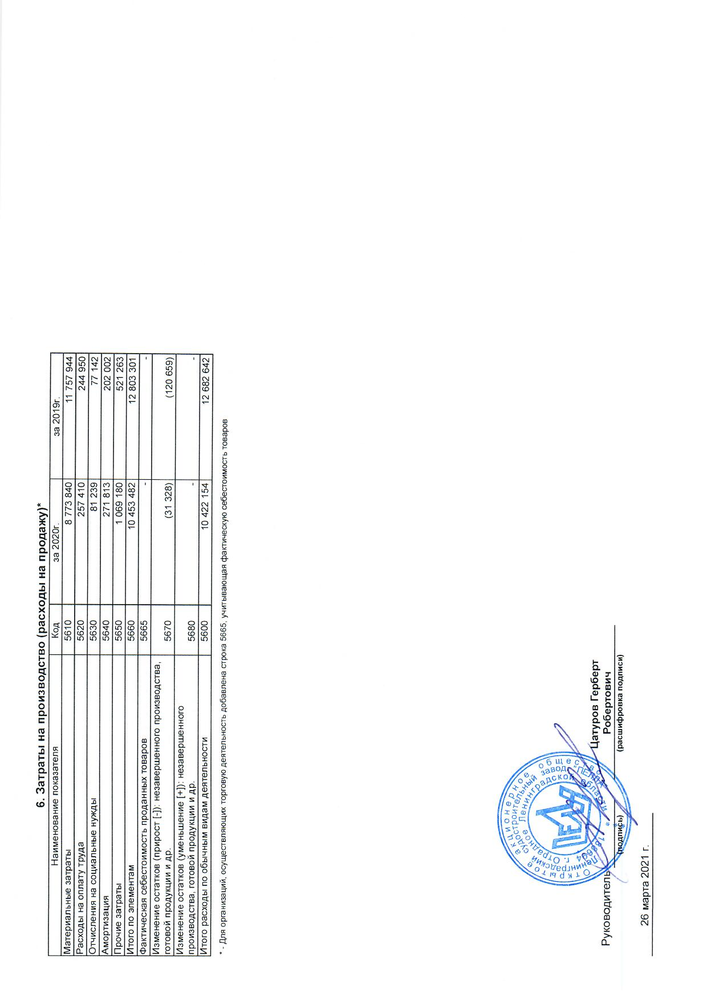 6. Затраты на производство (расходы на продажу)*
Наименование показателя Код за 2020г. за 2019г.
Материальные затраты 5610 8 773 840 11 757 944
Расходы на оплату труда 5620 257 410 244 950
Отчисления на социальные нужды 5630 81 239 77 142
Амортизация 5640 271 813 202 002
Прочие затраты 5650 1 069 180 521 263
Итого по элементам 5660 10 453 482 12 803 301
Фактическая себестоимость проданных товаров 5665 - -
Изменение остатков (прирост [-]): незавершенного производства,
готовой продукции и др. 5670 (31 328) (120 659)
Изменение остатков (уменьшение [+]): незавершенного
производства, готовой продукции и др. 5680 - -
Итого расходы по обычным видам деятельности 5600 10 422 154 12 682 642
* - Для организаций, осуществляющих торговую деятельность добавлена строка 5665, учитывающая фактическую себестоимость товаров
Открытое акционерное общество
Ленинградский судостроительный завод "ПЕЛЛА"
188694 г. Отрадное Ленинградской области
Цатуров Герберт
Руководитель Робертович
(подпись) (расшифровка подписи)
26 марта 2021 г.